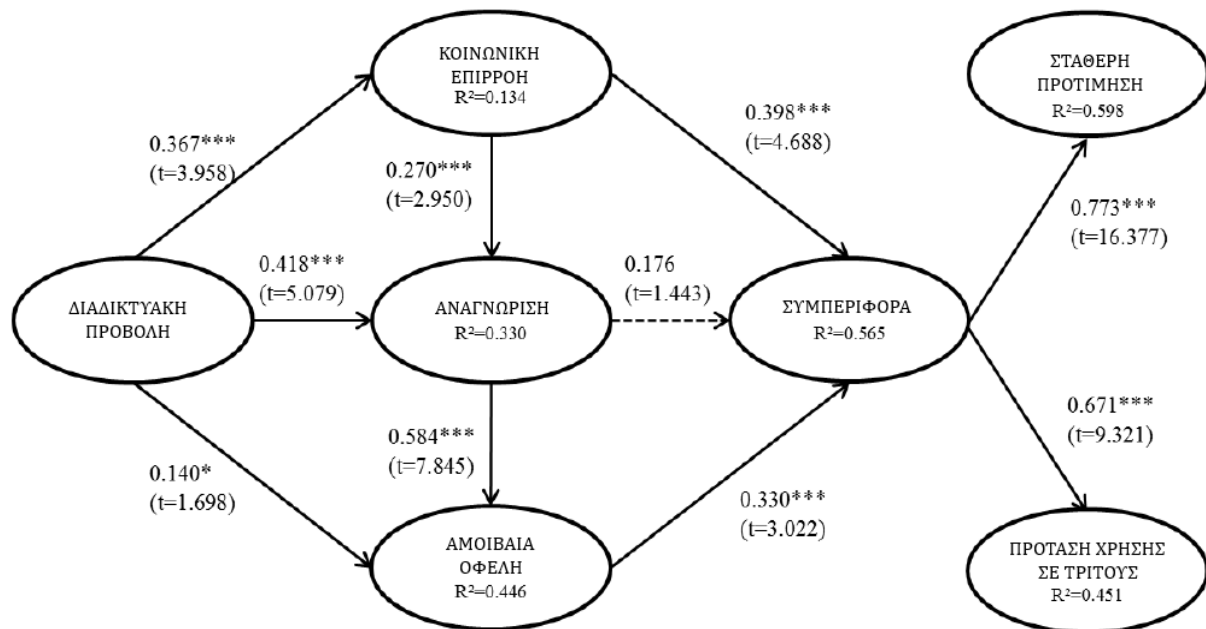 ΚΟΙΝΩΝΙΚΗ
ΕΠΙΡΡΟΗ
R²=0.134
ΣΤΑΘΕΡΗ
ΠΡΟΤΙΜΗΣΗ
R²=0.598
0.367***
(t=3.958)
0.270***
(t=2.950)
0.398***
(t=4.688)
0.773***
(t=16.377)
ΔΙΑΔΙΚΤΥΑΚΗ
ΠΡΟΒΟΛΗ
0.418***
(t=5.079)
ΑΝΑΓΝΩΡΙΣΗ
R²=0.330
0.176
(t=1.443)
ΣΥΜΠΕΡΙΦΟΡΑ
R²=0.565
0.140*
(t=1.698)
0.584***
(t=7.845)
0.330***
(t=3.022)
0.671***
(t=9.321)
ΑΜΟΙΒΑΙΑ
ΟΦΕΛΗ
R²=0.446
ΠΡΟΤΑΣΗ ΧΡΗΣΗΣ
ΣΕ ΤΡΙΤΟΥΣ
R²=0.451